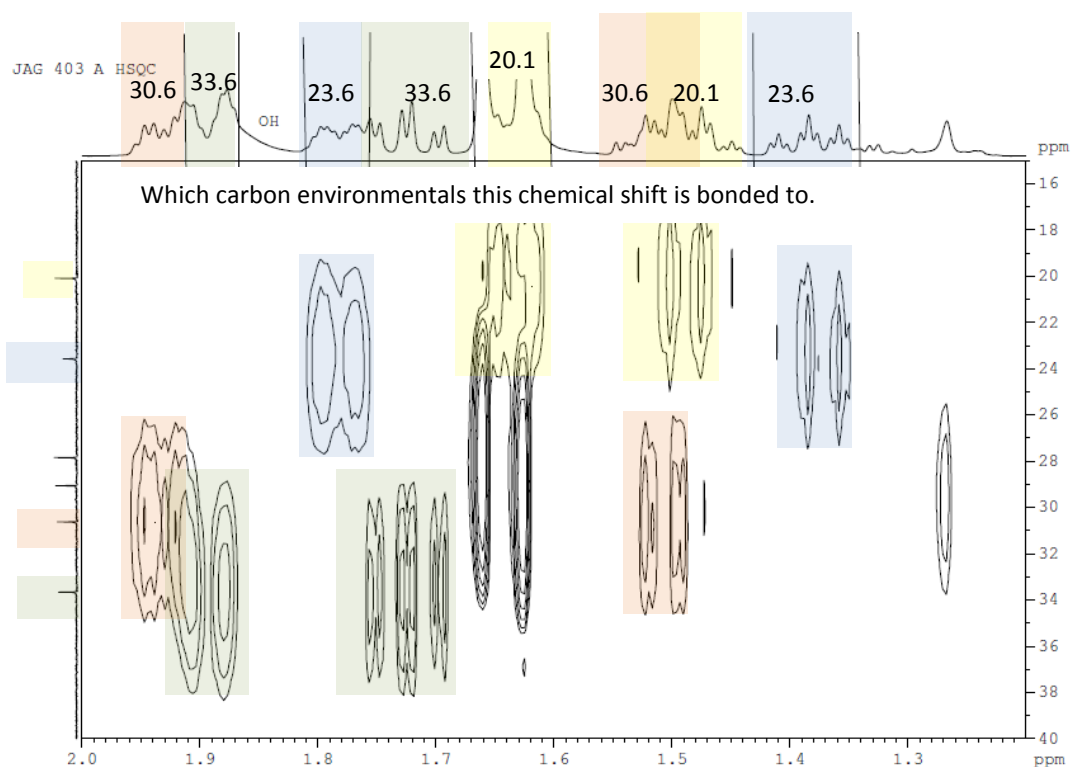 20.1
JAG 403 A HSQC
30.6 33.6 23.6 33.6 30.6 20.1 23.6
OH
ppm
Which carbon environmentals this chemical shift is bonded to.
16
18
20
22
24
26
28
30
32
34
36
38
40
2.0 1.9 1.8 1.7 1.6 1.5 1.4 1.3 ppm